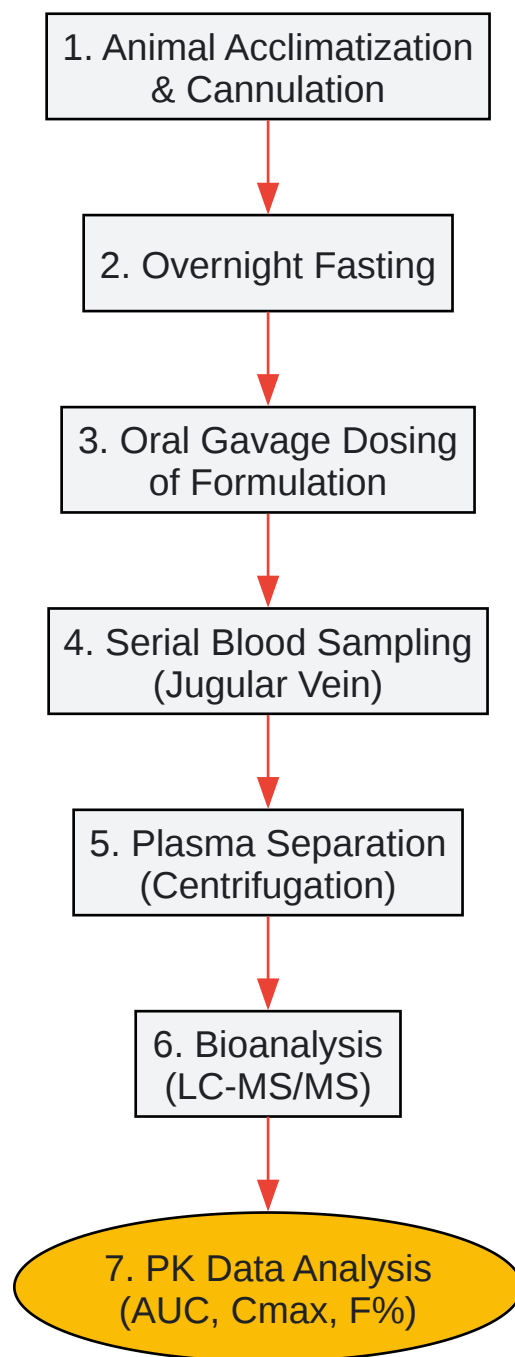 1. Animal Acclimatization
& Cannulation
2. Overnight Fasting
3. Oral Gavage Dosing
of Formulation
4. Serial Blood Sampling
(Jugular Vein)
5. Plasma Separation
(Centrifugation)
6. Bioanalysis
(LC-MS/MS)
7. PK Data Analysis
(AUC, Cmax, F%)